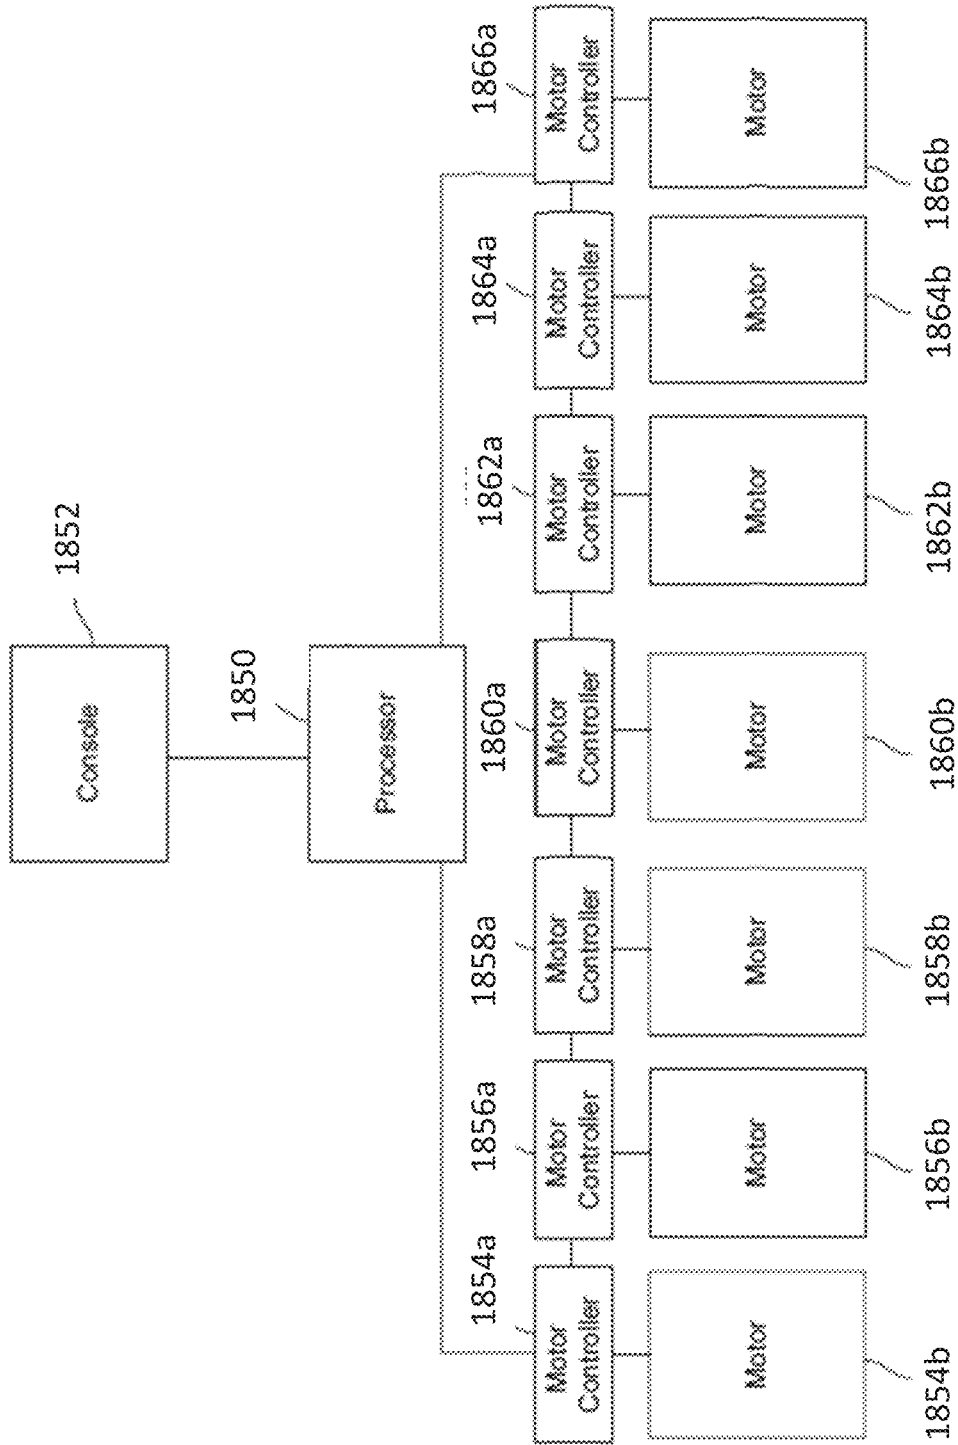 1852
Console
1850
Processor
1854a
1856a
1858a
1860a
1862a
1864a
1866a
Motor
Controller
Motor
Controller
Motor
Controller
Motor
Controller
Motor
Controller
Motor
Controller
Motor
Controller
Motor
Motor
Motor
Motor
Motor
Motor
Motor
1854b
1856b
1858b
1860b
1862b
1864b
1866b